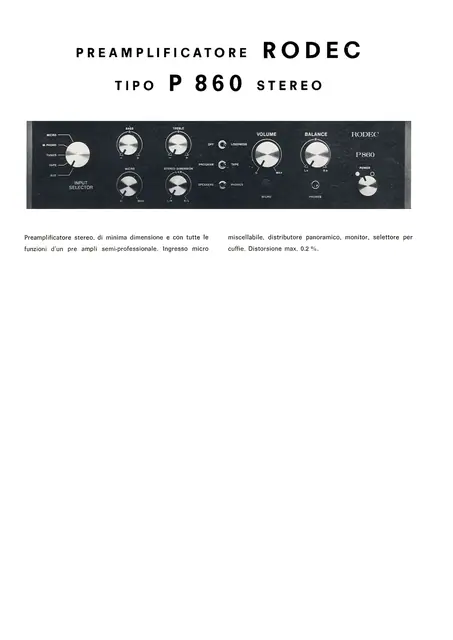 PREAMPLIFICATORE RODEC
TIPO P 860 STEREO
MICRO
BASS
TREBLE
VOLUME
BALANCE
RODEC
OFF
LOUDNESS
TUNER
TAPE
AUX
PROGRAM
TAPE
P860
INPUT
SELECTOR
SPEAKERS
PHONES
MAX
POWER
MICRO
PHONES
Preamplificatore stereo, di minima dimensione e con tutte le
funzioni d'un pre ampli semi-professionale. Ingresso micro
miscellabile, distributore panoramico, monitor, selettore per
cuffie. Distorsione max. 0.2 %.